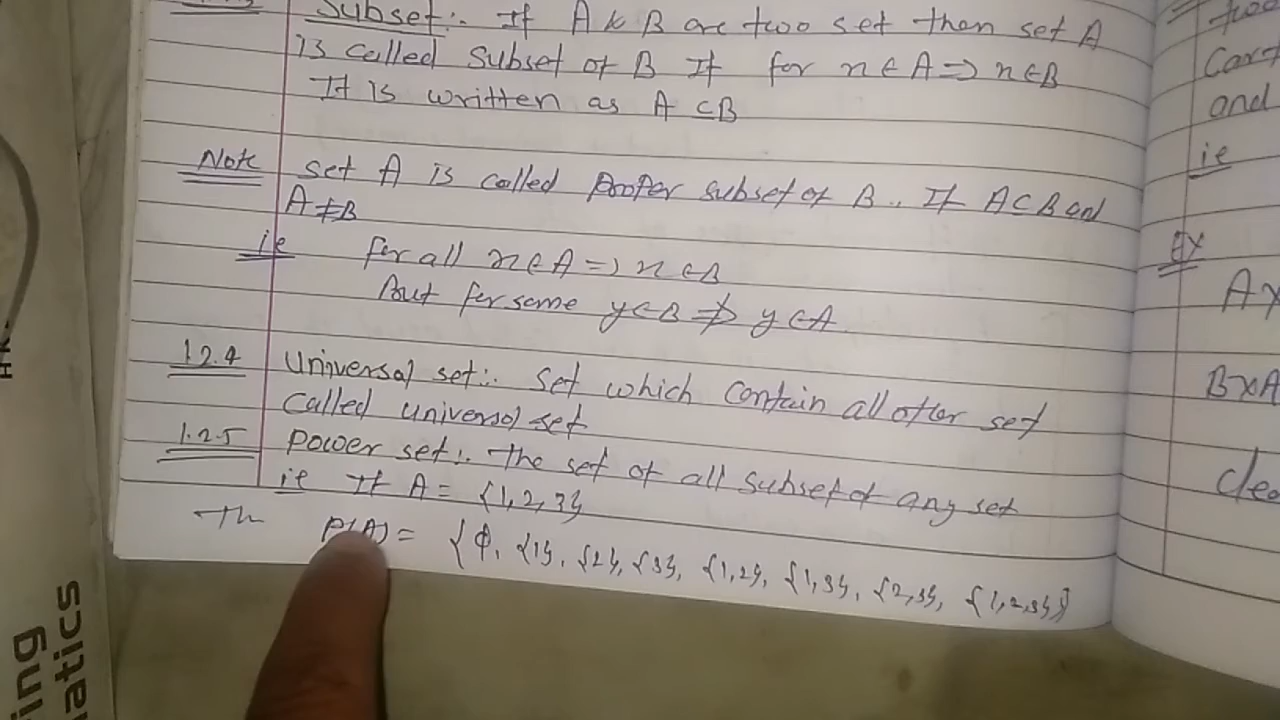 Subset:. If A & B are two set then set A
is called Subset of B If for x ∈ A => x ∈ B
It is written as A ⊂ B
Note set A is called Proper subset of B. If A ⊂ B and
A ≠ B
ie for all x ∈ A => x ∈ B
But for some y ∈ B ⇏ y ∈ A
1.2.4 Universal set:. Set which contain all other set
called universal set
1.2.5 Power set:. The set of all subset of any set
ie If A = {1, 2, 3}
Th P(A) = {ϕ, {1}, {2}, {3}, {1,2}, {1,3}, {2,3}, {1,2,3}}
two
and
ie
Ex
B×A
ing
atics